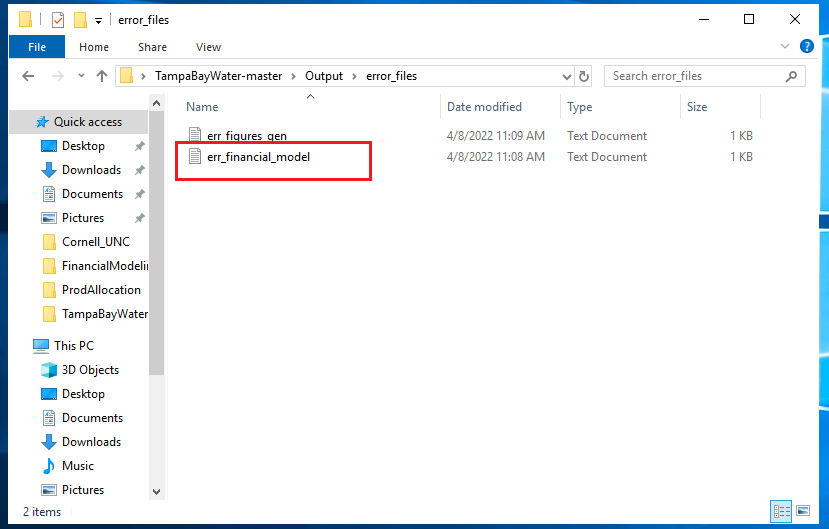 error_files
File Home Share View
TampaBayWater-master Output error_files Search error_files
Name Date modified Type Size
Quick access
Desktop
Downloads
Documents
Pictures
Cornell_UNC
FinancialModelin
ProdAllocation
TampaBayWater
This PC
3D Objects
Desktop
Documents
Downloads
Music
Pictures
err_figures_gen 4/8/2022 11:09 AM Text Document 1 KB
err_financial_model 4/8/2022 11:08 AM Text Document 1 KB
2 items